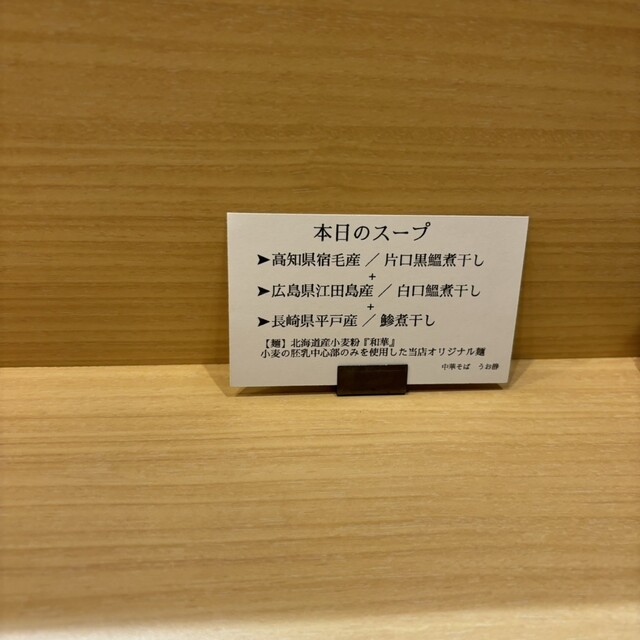 本日のスープ
➤高知県宿毛産 ／ 片口黒鰮煮干し
+
➤広島県江田島産 ／ 白口鰮煮干し
+
➤長崎県平戸産 ／ 鯵煮干し
【麺】北海道産小麦粉『和華』
小麦の胚乳中心部のみを使用した当店オリジナル麺
中華そば うお静